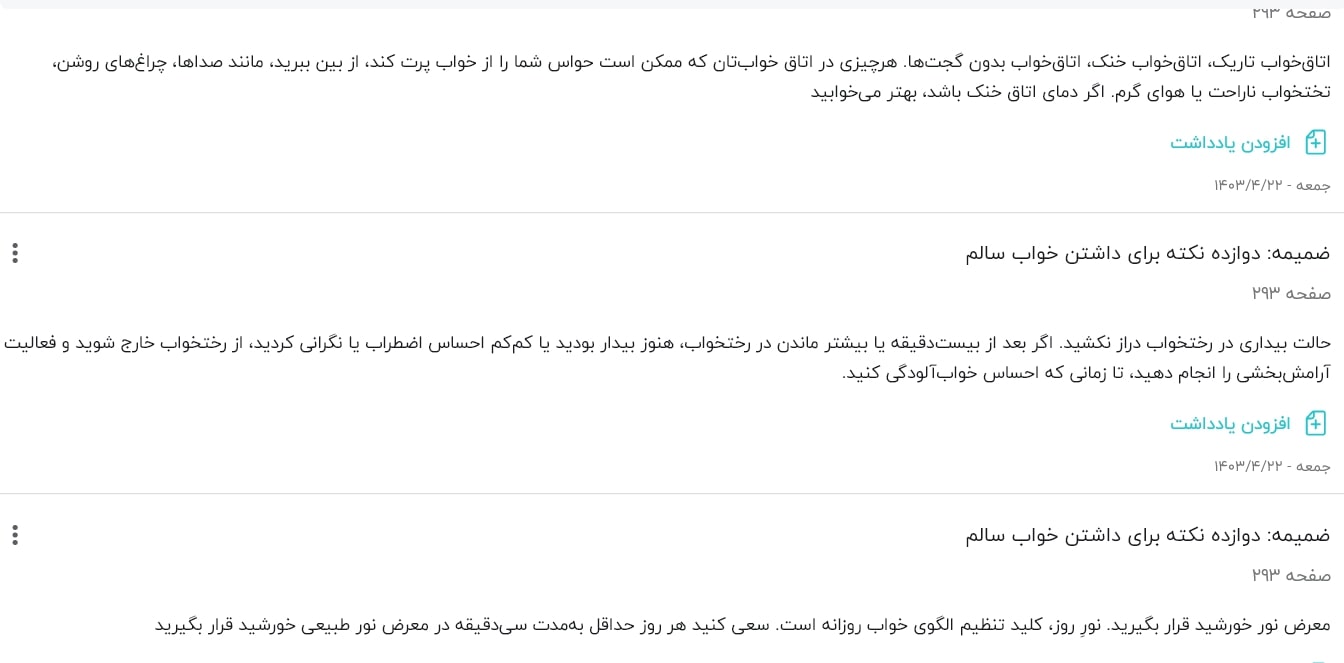 صفحه ۲۹۳
اتاق‌خواب تاریک، اتاق‌خواب خنک، اتاق‌خواب بدون گجت‌ها. هرچیزی در اتاق خواب‌تان که ممکن است حواس شما را از خواب پرت کند، از بین ببرید، مانند صداها، چراغ‌های روشن،
تختخواب ناراحت یا هوای گرم. اگر دمای اتاق خنک باشد، بهتر می‌خوابید
افزودن یادداشت
جمعه - ۱۴۰۳/۴/۲۲
ضمیمه: دوازده نکته برای داشتن خواب سالم
صفحه ۲۹۳
حالت بیداری در رختخواب دراز نکشید. اگر بعد از بیست‌دقیقه یا بیشتر ماندن در رختخواب، هنوز بیدار بودید یا کم‌کم احساس اضطراب یا نگرانی کردید، از رختخواب خارج شوید و فعالیت
آرامش‌بخشی را انجام دهید، تا زمانی که احساس خواب‌آلودگی کنید.
افزودن یادداشت
جمعه - ۱۴۰۳/۴/۲۲
ضمیمه: دوازده نکته برای داشتن خواب سالم
صفحه ۲۹۳
معرض نور خورشید قرار بگیرید. نورِ روز، کلید تنظیم الگوی خواب روزانه است. سعی کنید هر روز حداقل به‌مدت سی‌دقیقه در معرض نور طبیعی خورشید قرار بگیرید